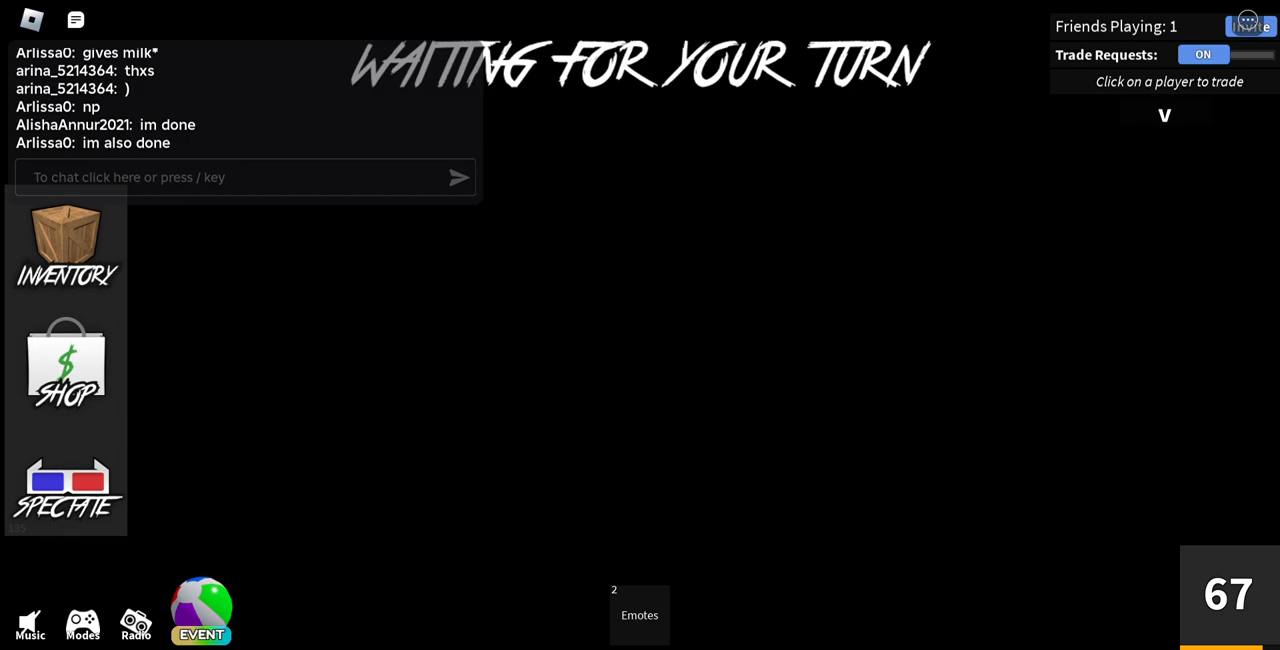 Arlissa0: gives milk*
arina_5214364: thxs
arina_5214364: )
Arlissa0: np
AlishaAnnur2021: im done
Arlissa0: im also done
To chat click here or press / key
WAITING FOR YOUR TURN
Friends Playing: 1
Invite
Trade Requests: ON
Click on a player to trade
v
INVENTORY
$
SHOP
SPECTATE
135
Music
Modes
Radio
EVENT
2
Emotes
67